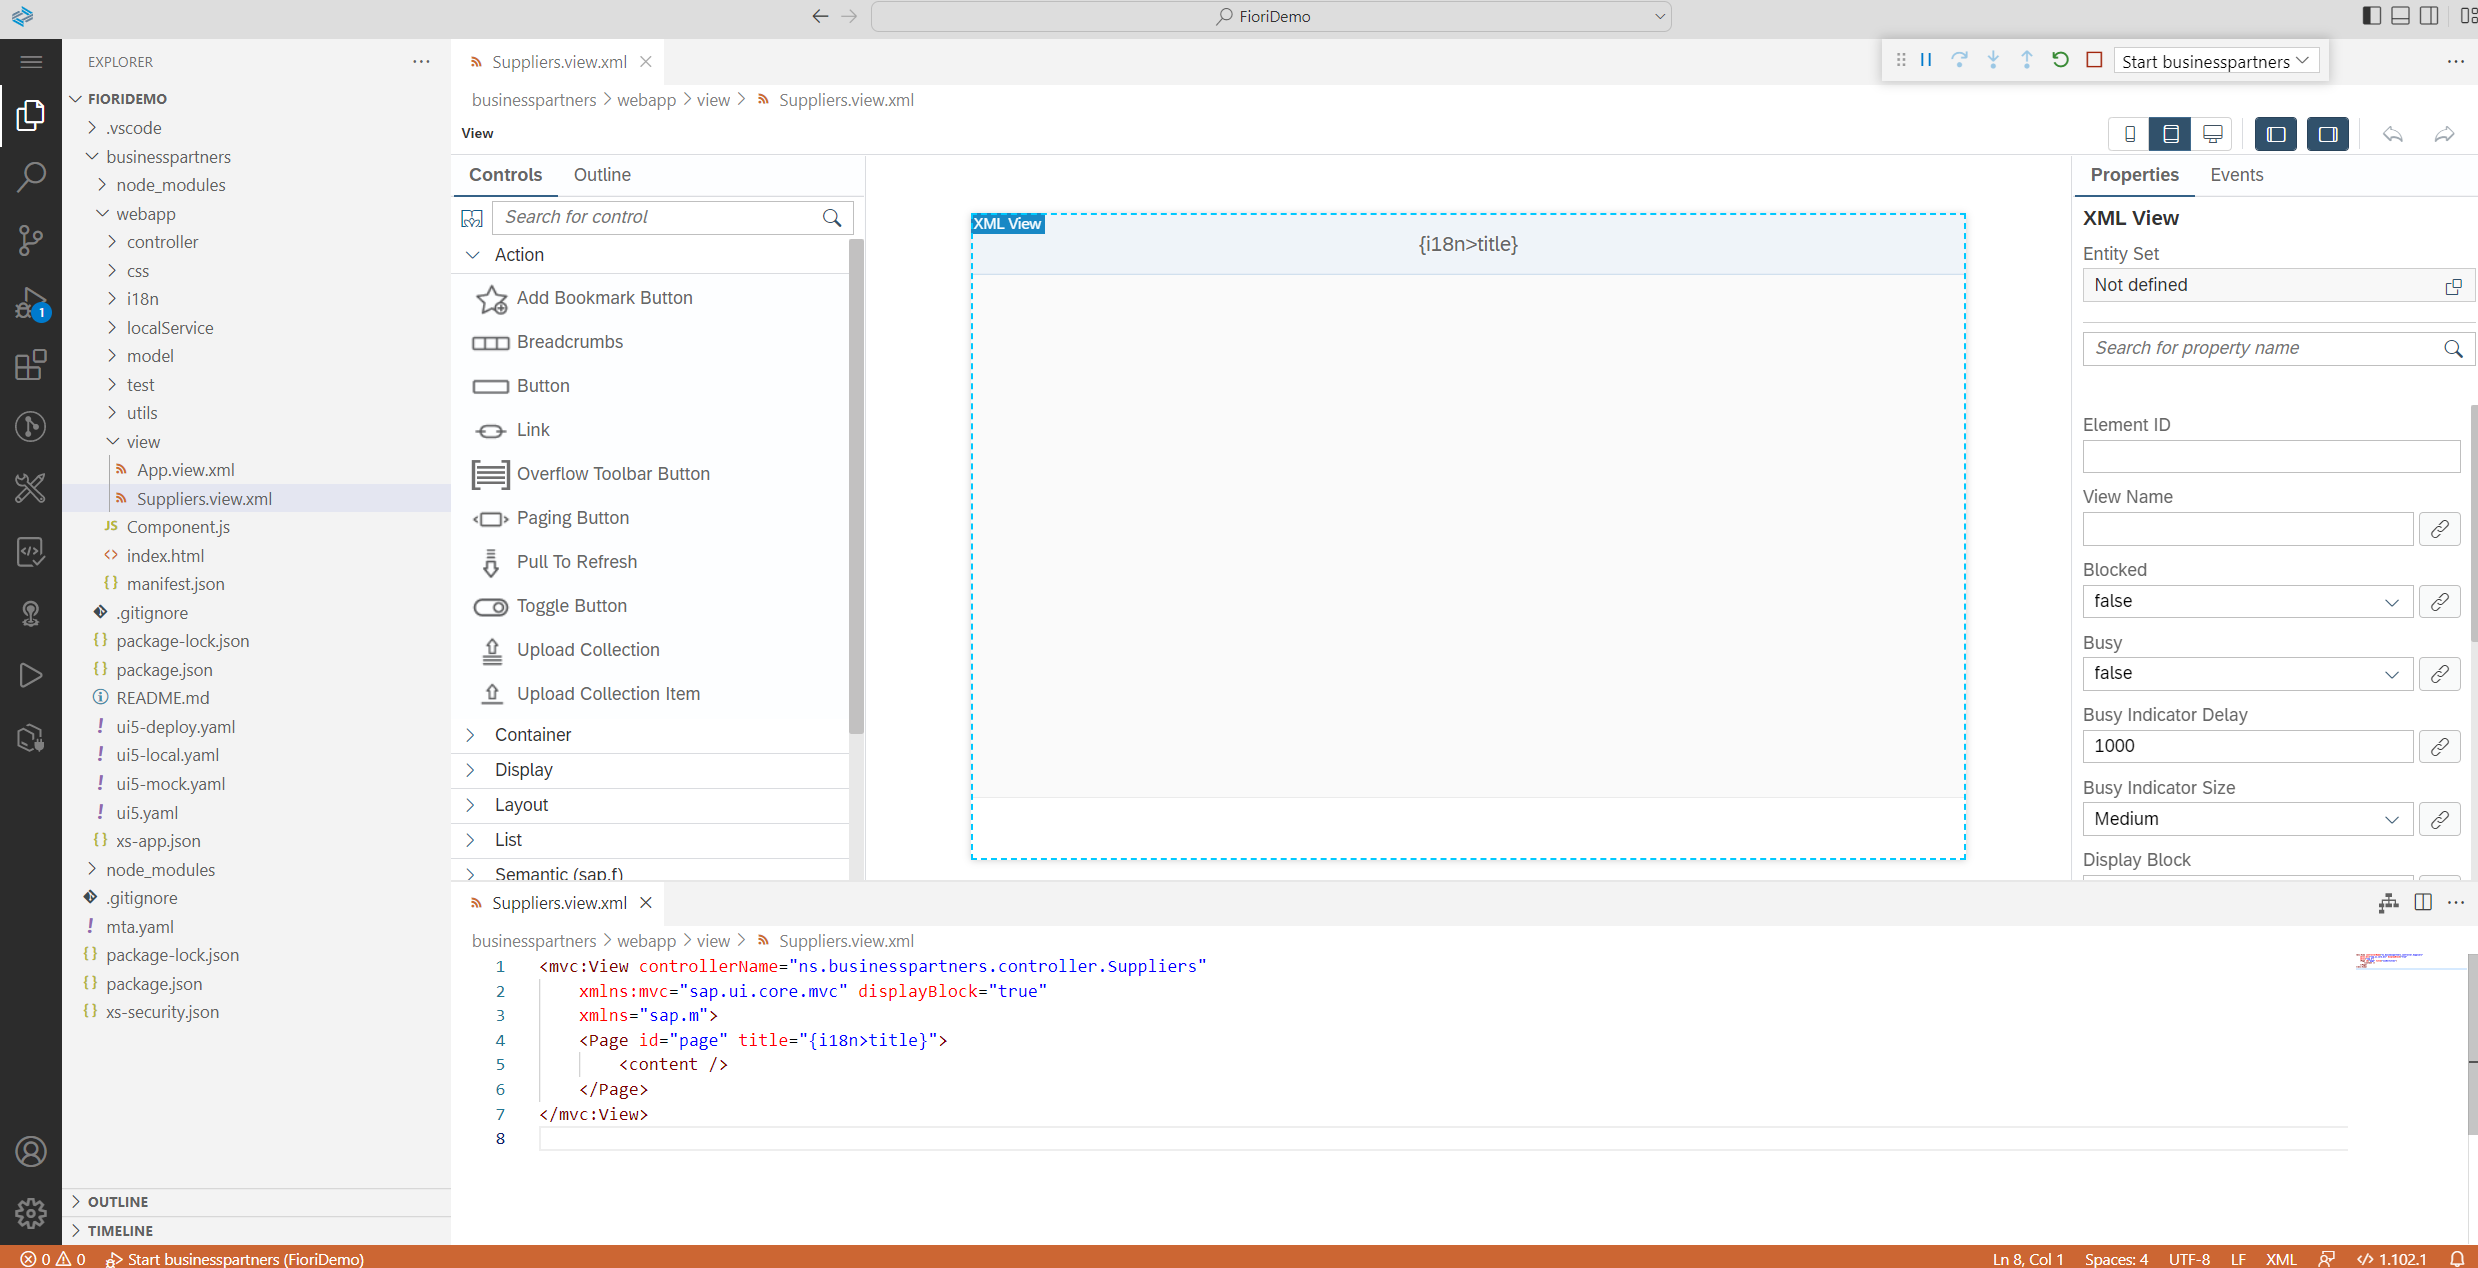 FioriDemo
EXPLORER
FIORIDEMO
.vscode
businesspartners
node_modules
webapp
controller
css
i18n
localService
model
test
utils
view
App.view.xml
Suppliers.view.xml
JS Component.js
<> index.html
{} manifest.json
.gitignore
{} package-lock.json
{} package.json
README.md
! ui5-deploy.yaml
! ui5-local.yaml
! ui5-mock.yaml
! ui5.yaml
{} xs-app.json
node_modules
.gitignore
! mta.yaml
{} package-lock.json
{} package.json
{} xs-security.json
OUTLINE
TIMELINE
1
Suppliers.view.xml
Start businesspartners
businesspartners > webapp > view > Suppliers.view.xml
View
Controls Outline
Search for control
Action
Add Bookmark Button
Breadcrumbs
Button
Link
Overflow Toolbar Button
Paging Button
Pull To Refresh
Toggle Button
Upload Collection
Upload Collection Item
Container
Display
Layout
List
Semantic (sap.f)
XML View
{i18n>title}
Properties Events
XML View
Entity Set
Not defined
Search for property name
Element ID
View Name
Blocked
false
Busy
false
Busy Indicator Delay
1000
Busy Indicator Size
Medium
Display Block
Suppliers.view.xml
businesspartners > webapp > view > Suppliers.view.xml
1 <mvc:View controllerName="ns.businesspartners.controller.Suppliers"
2 xmlns:mvc="sap.ui.core.mvc" displayBlock="true"
3 xmlns="sap.m">
4 <Page id="page" title="{i18n>title}">
5 <content />
6 </Page>
7 </mvc:View>
8
0 0 Start businesspartners (FioriDemo) Ln 8, Col 1 Spaces: 4 UTF-8 LF XML 1.102.1